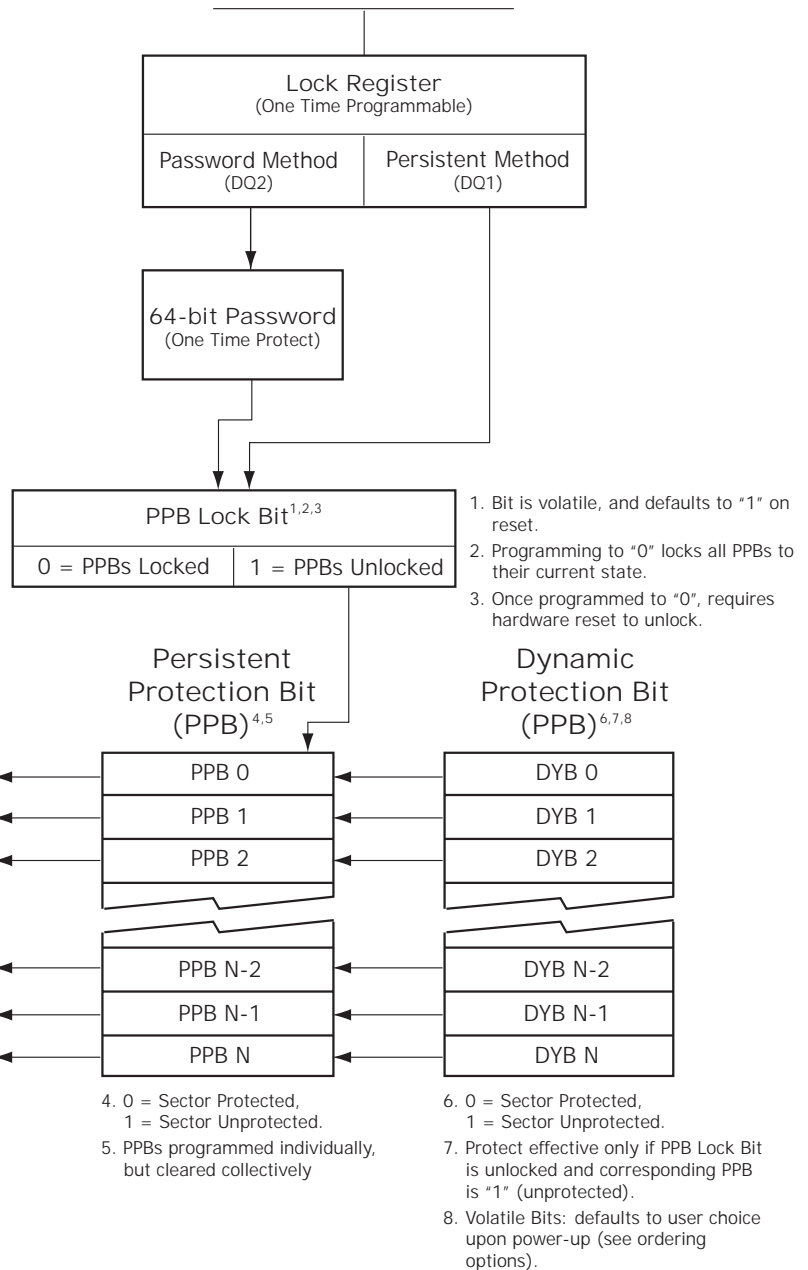 Lock Register
(One Time Programmable)
Password Method
(DQ2)
Persistent Method
(DQ1)
64-bit Password
(One Time Protect)
PPB Lock Bit1,2,3
0 = PPBs Locked
1 = PPBs Unlocked
1. Bit is volatile, and defaults to “1” on
reset.
2. Programming to “0” locks all PPBs to
their current state.
3. Once programmed to “0”, requires
hardware reset to unlock.
Persistent
Protection Bit
(PPB)4,5
Dynamic
Protection Bit
(PPB)6,7,8
PPB 0
DYB 0
PPB 1
DYB 1
PPB 2
DYB 2
PPB N-2
DYB N-2
PPB N-1
DYB N-1
PPB N
DYB N
4. 0 = Sector Protected,
1 = Sector Unprotected.
5. PPBs programmed individually,
but cleared collectively
6. 0 = Sector Protected,
1 = Sector Unprotected.
7. Protect effective only if PPB Lock Bit
is unlocked and corresponding PPB
is “1” (unprotected).
8. Volatile Bits: defaults to user choice
upon power-up (see ordering
options).